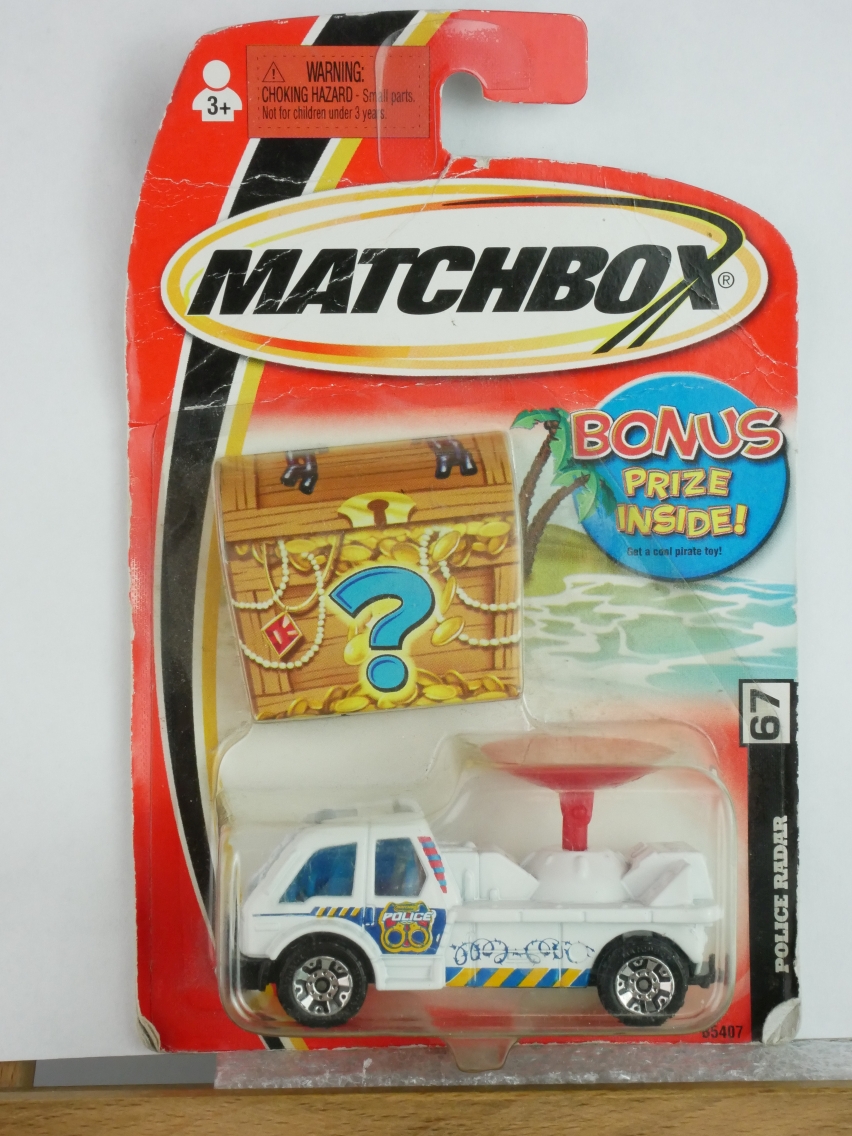 3+
WARNING:
CHOKING HAZARD - Small parts.
Not for children under 3 years.
MATCHBOX®
BONUS
PRIZE
INSIDE!
Get a cool pirate toy!
?
67
POLICE RADAR
POLICE
95407